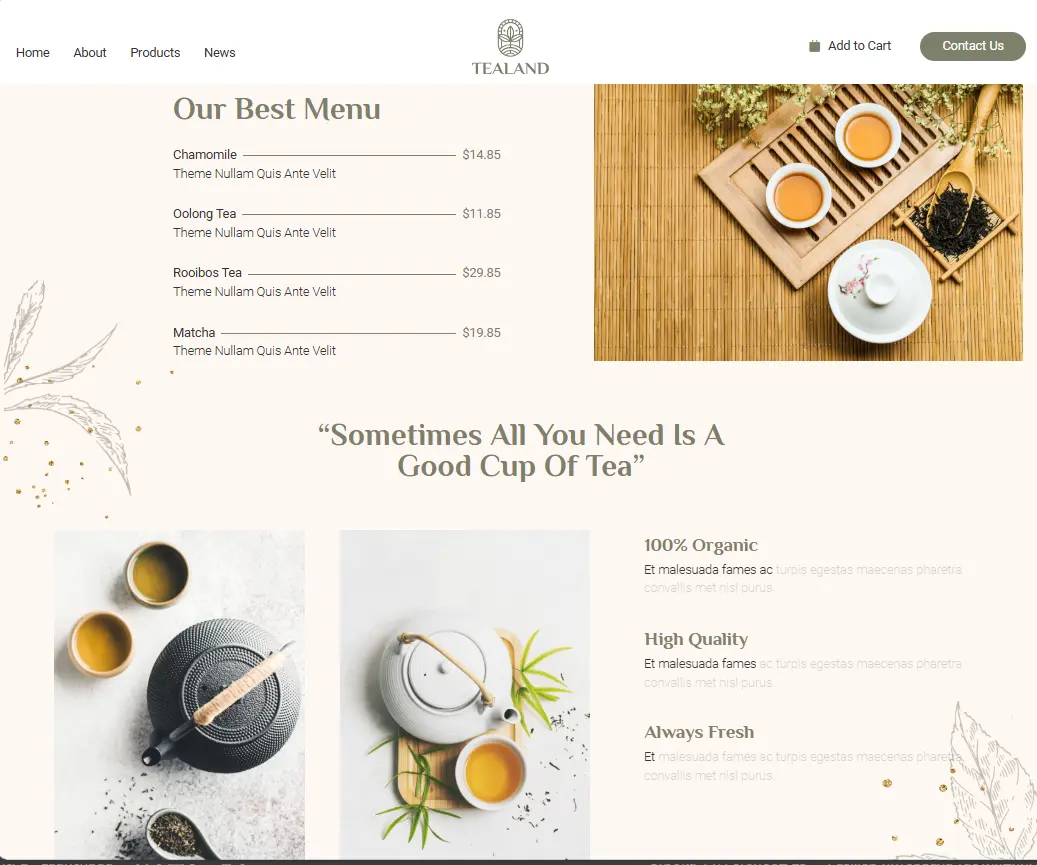 Home About Products News
TEALAND
Add to Cart
Contact Us
Our Best Menu
Chamomile $14.85
Theme Nullam Quis Ante Velit
Oolong Tea $11.85
Theme Nullam Quis Ante Velit
Rooibos Tea $29.85
Theme Nullam Quis Ante Velit
Matcha $19.85
Theme Nullam Quis Ante Velit
“Sometimes All You Need Is A
Good Cup Of Tea”
100% Organic
Et malesuada fames ac turpis egestas maecenas pharetra
convallis met nisl purus.
High Quality
Et malesuada fames ac turpis egestas maecenas pharetra
convallis met nisl purus.
Always Fresh
Et malesuada fames ac turpis egestas maecenas pharetra
convallis met nisl purus.